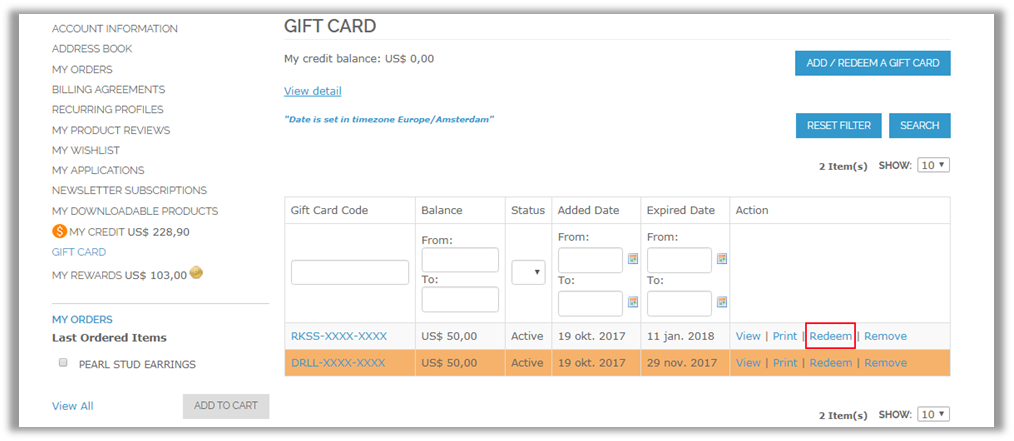 ACCOUNT INFORMATION
ADDRESS BOOK
MY ORDERS
BILLING AGREEMENTS
RECURRING PROFILES
MY PRODUCT REVIEWS
MY WISHLIST
MY APPLICATIONS
NEWSLETTER SUBSCRIPTIONS
MY DOWNLOADABLE PRODUCTS
$ MY CREDIT US$ 228,90
GIFT CARD
MY REWARDS US$ 103,00
MY ORDERS
Last Ordered Items
PEARL STUD EARRINGS
View All ADD TO CART
GIFT CARD
My credit balance: US$ 0,00
ADD / REDEEM A GIFT CARD
View detail
"Date is set in timezone Europe/Amsterdam"
RESET FILTER SEARCH
2 Item(s) SHOW: 10
Gift Card Code Balance Status Added Date Expired Date Action
From: From: From:
To: To: To:
RKSS-XXXX-XXXX US$ 50,00 Active 19 okt. 2017 11 jan. 2018 View | Print | Redeem | Remove
DRLL-XXXX-XXXX US$ 50,00 Active 19 okt. 2017 29 nov. 2017 View | Print | Redeem | Remove
2 Item(s) SHOW: 10